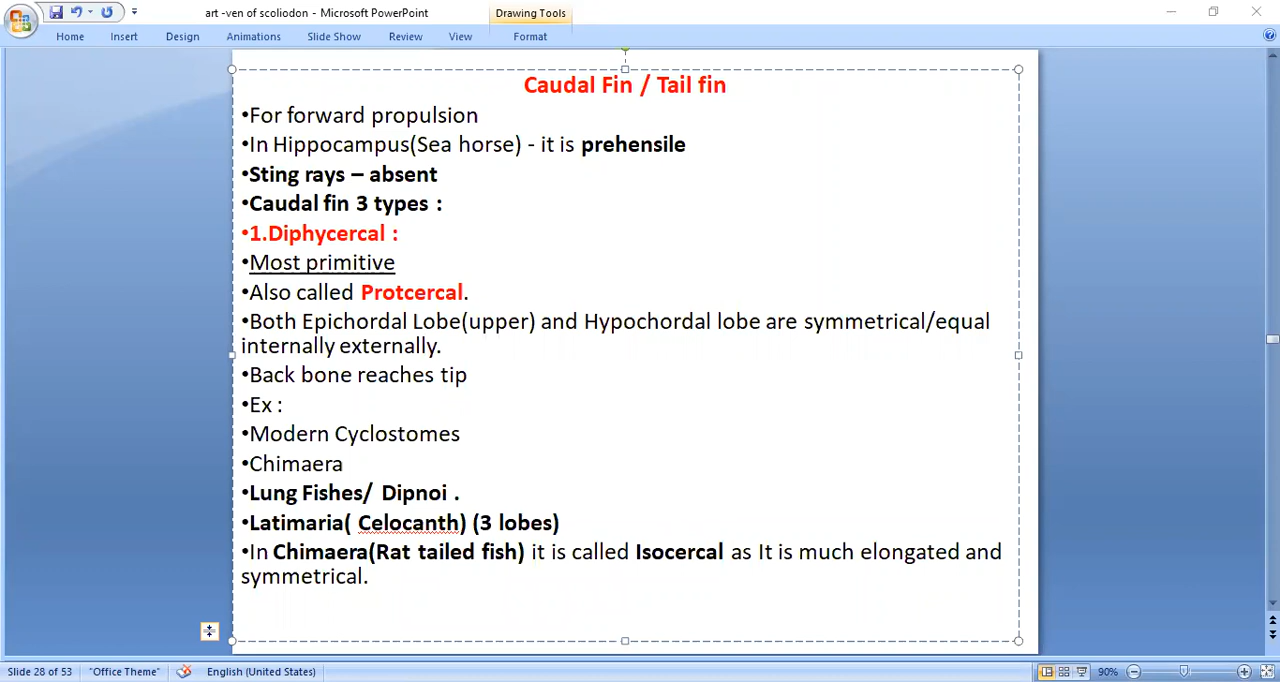 art -ven of scoliodon - Microsoft PowerPoint
Drawing Tools
Home Insert Design Animations Slide Show Review View Format
Caudal Fin / Tail fin
•For forward propulsion
•In Hippocampus(Sea horse) - it is prehensile
•Sting rays – absent
•Caudal fin 3 types :
•1.Diphycercal :
•Most primitive
•Also called Protcercal.
•Both Epichordal Lobe(upper) and Hypochordal lobe are symmetrical/equal
internally externally.
•Back bone reaches tip
•Ex :
•Modern Cyclostomes
•Chimaera
•Lung Fishes/ Dipnoi .
•Latimaria( Celocanth) (3 lobes)
•In Chimaera(Rat tailed fish) it is called Isocercal as It is much elongated and
symmetrical.
Slide 28 of 53 "Office Theme" English (United States) 90%